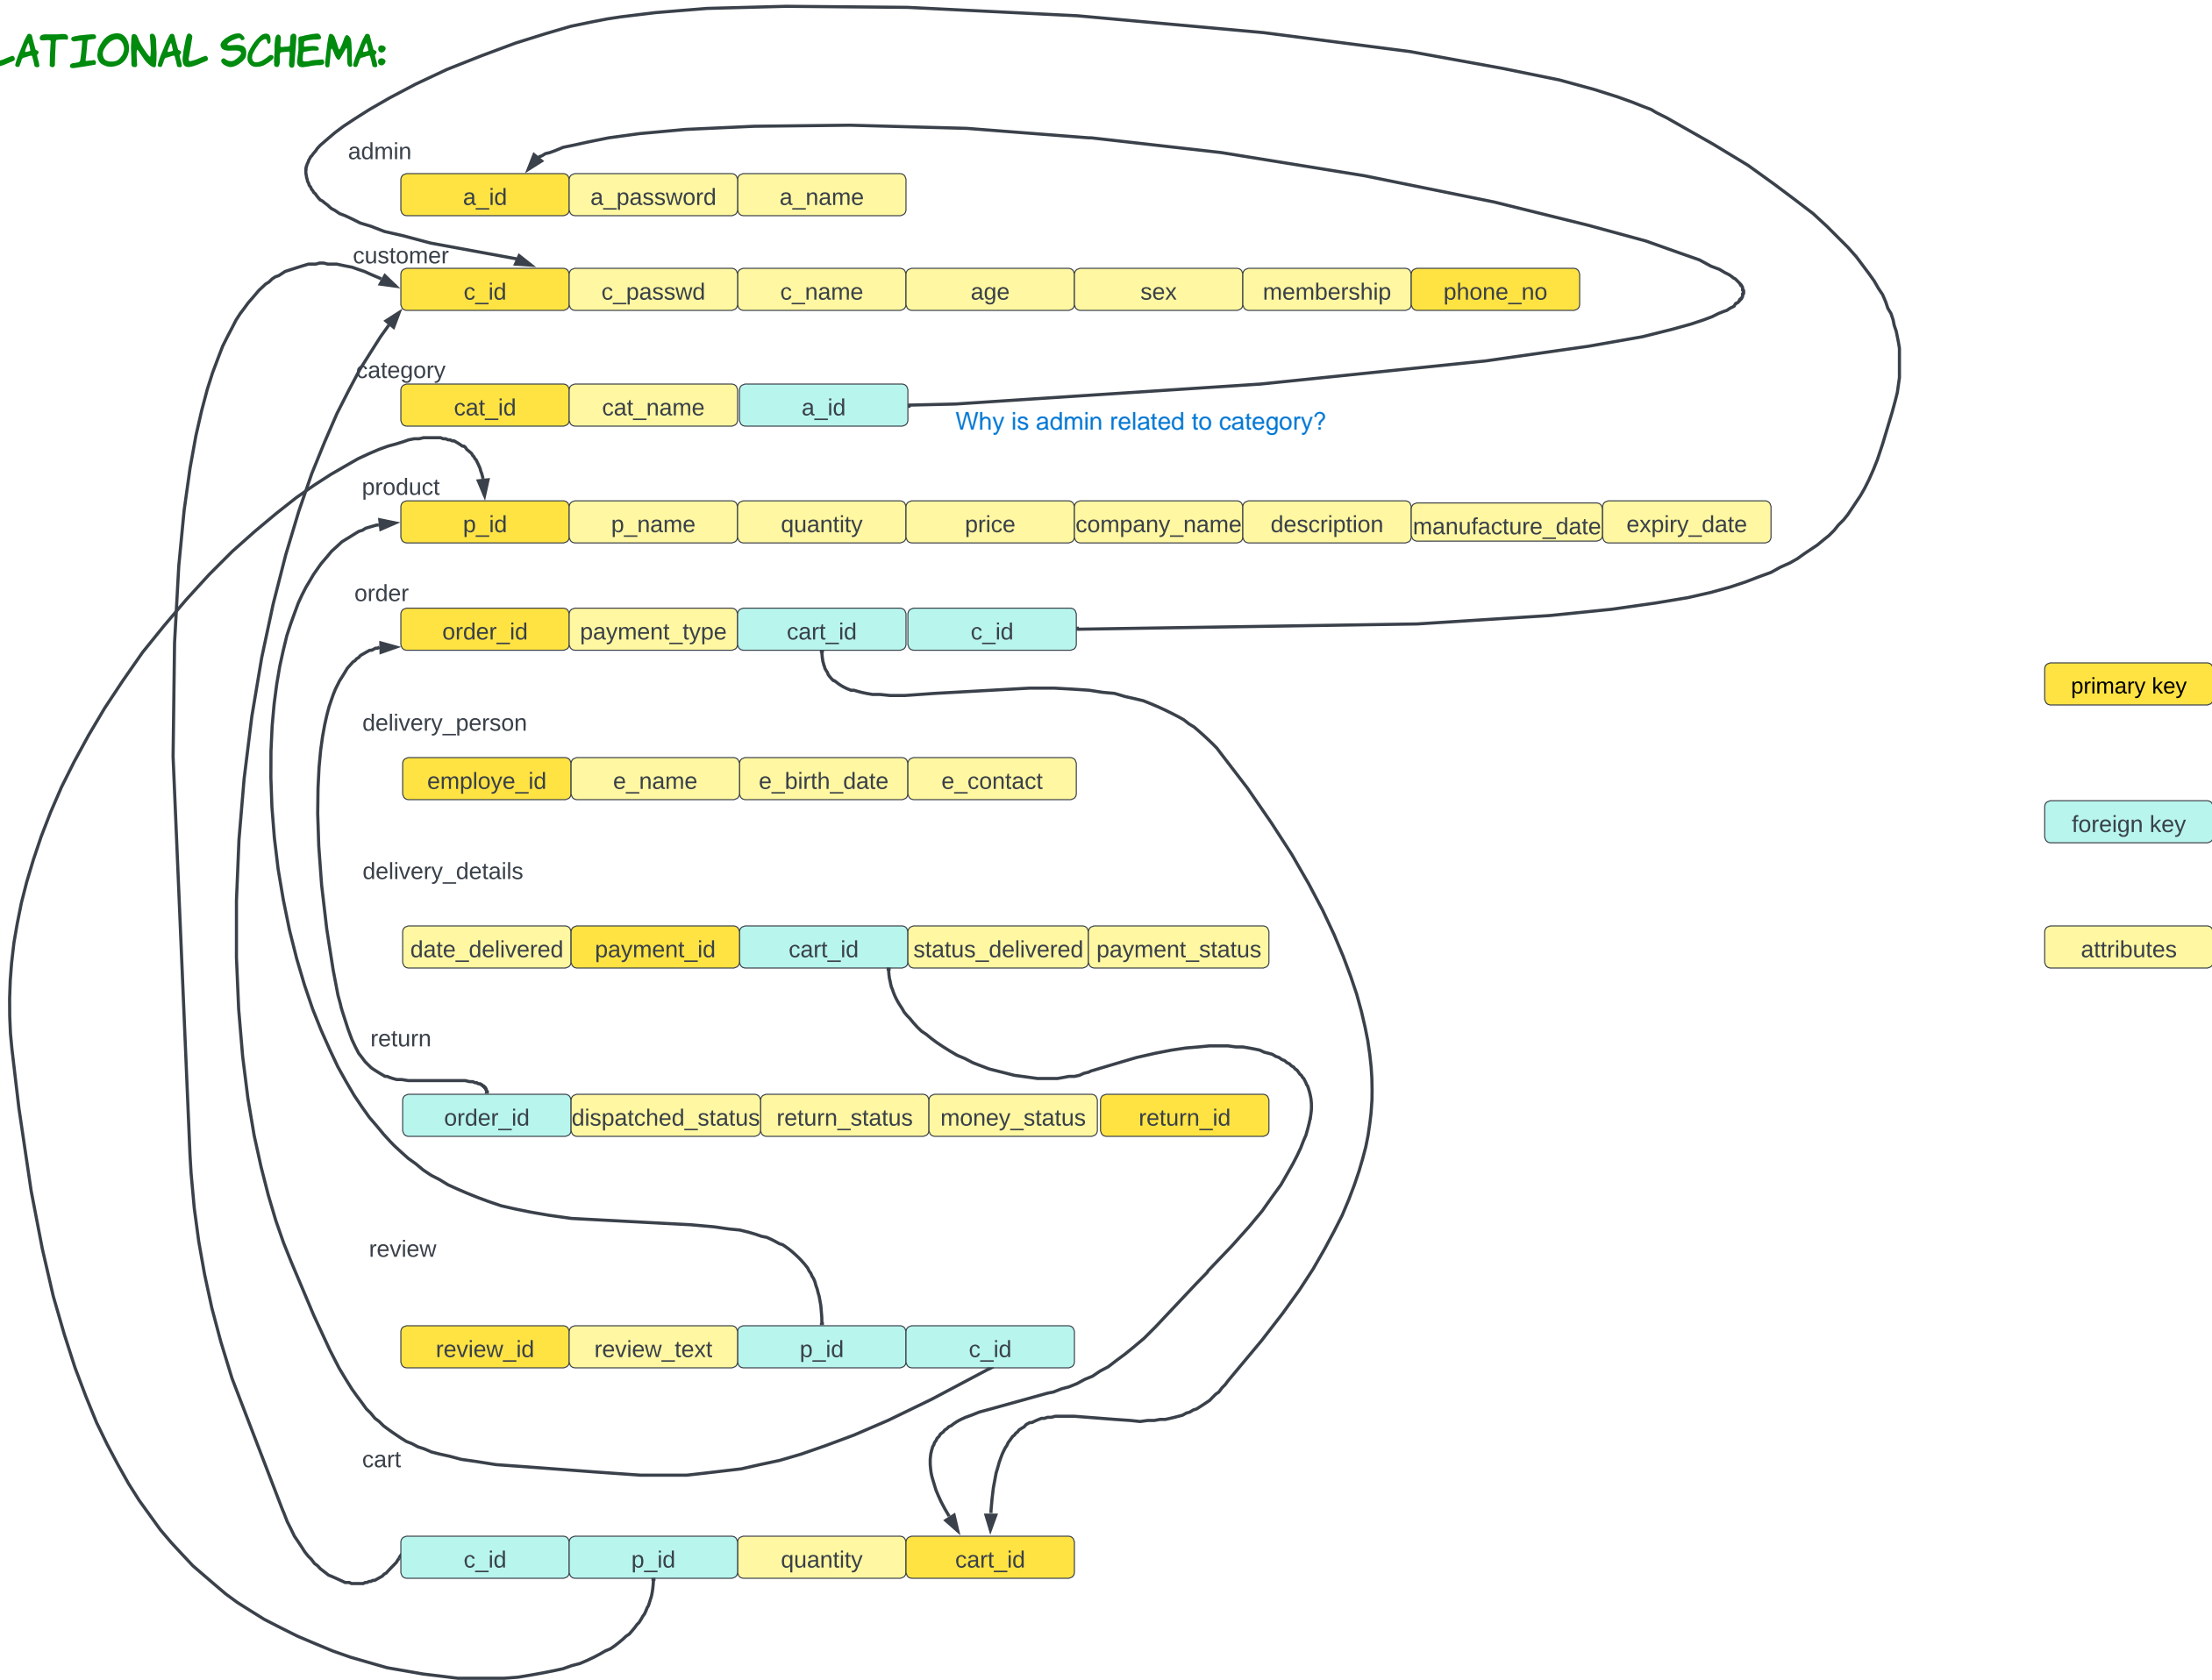 ATIONAL SCHEMA:
admin
a_id a_password a_name
customer
c_id c_passwd c_name age sex membership phone_no
category
cat_id cat_name a_id
Why is admin related to category?
product
p_id p_name quantity price company_name description manufacture_date expiry_date
order
order_id payment_type cart_id c_id
primary key
delivery_person
employe_id e_name e_birth_date e_contact
foreign key
delivery_details
date_delivered payment_id cart_id status_delivered payment_status
attributes
return
order_id dispatched_status return_status money_status return_id
review
review_id review_text p_id c_id
cart
c_id p_id quantity cart_id